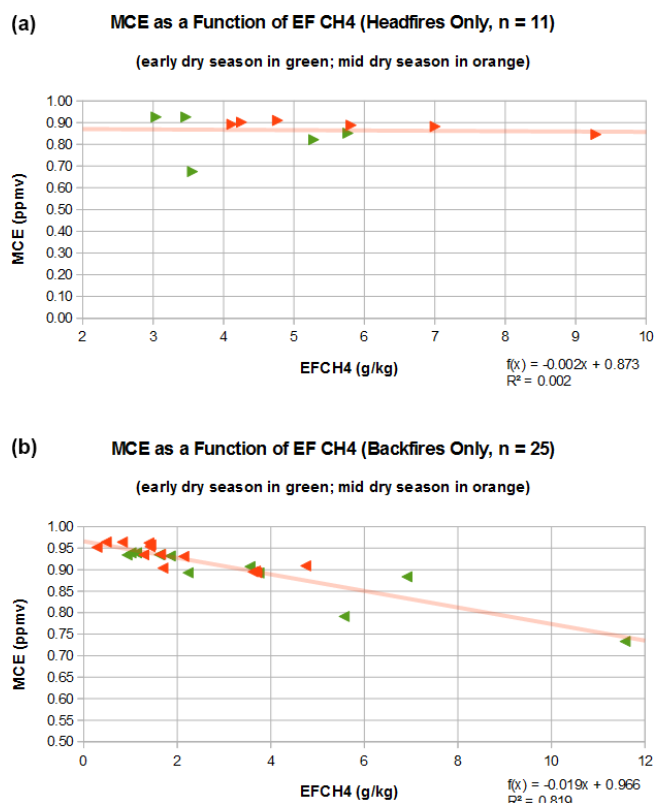 (a) MCE as a Function of EF CH4 (Headfires Only, n = 11)
(early dry season in green; mid dry season in orange)
1.00
0.90
0.80
0.70
0.60
0.50
0.40
0.30
0.20
0.10
0.00
MCE (ppmv)
2 3 4 5 6 7 8 9 10
EFCH4 (g/kg)
f(x) = -0.002x + 0.873
R² = 0.002
(b) MCE as a Function of EF CH4 (Backfires Only, n = 25)
(early dry season in green; mid dry season in orange)
1.00
0.95
0.90
0.85
0.80
0.75
0.70
0.65
0.60
0.55
0.50
MCE (ppmv)
0 2 4 6 8 10 12
EFCH4 (g/kg)
f(x) = -0.019x + 0.966
R² = 0.819